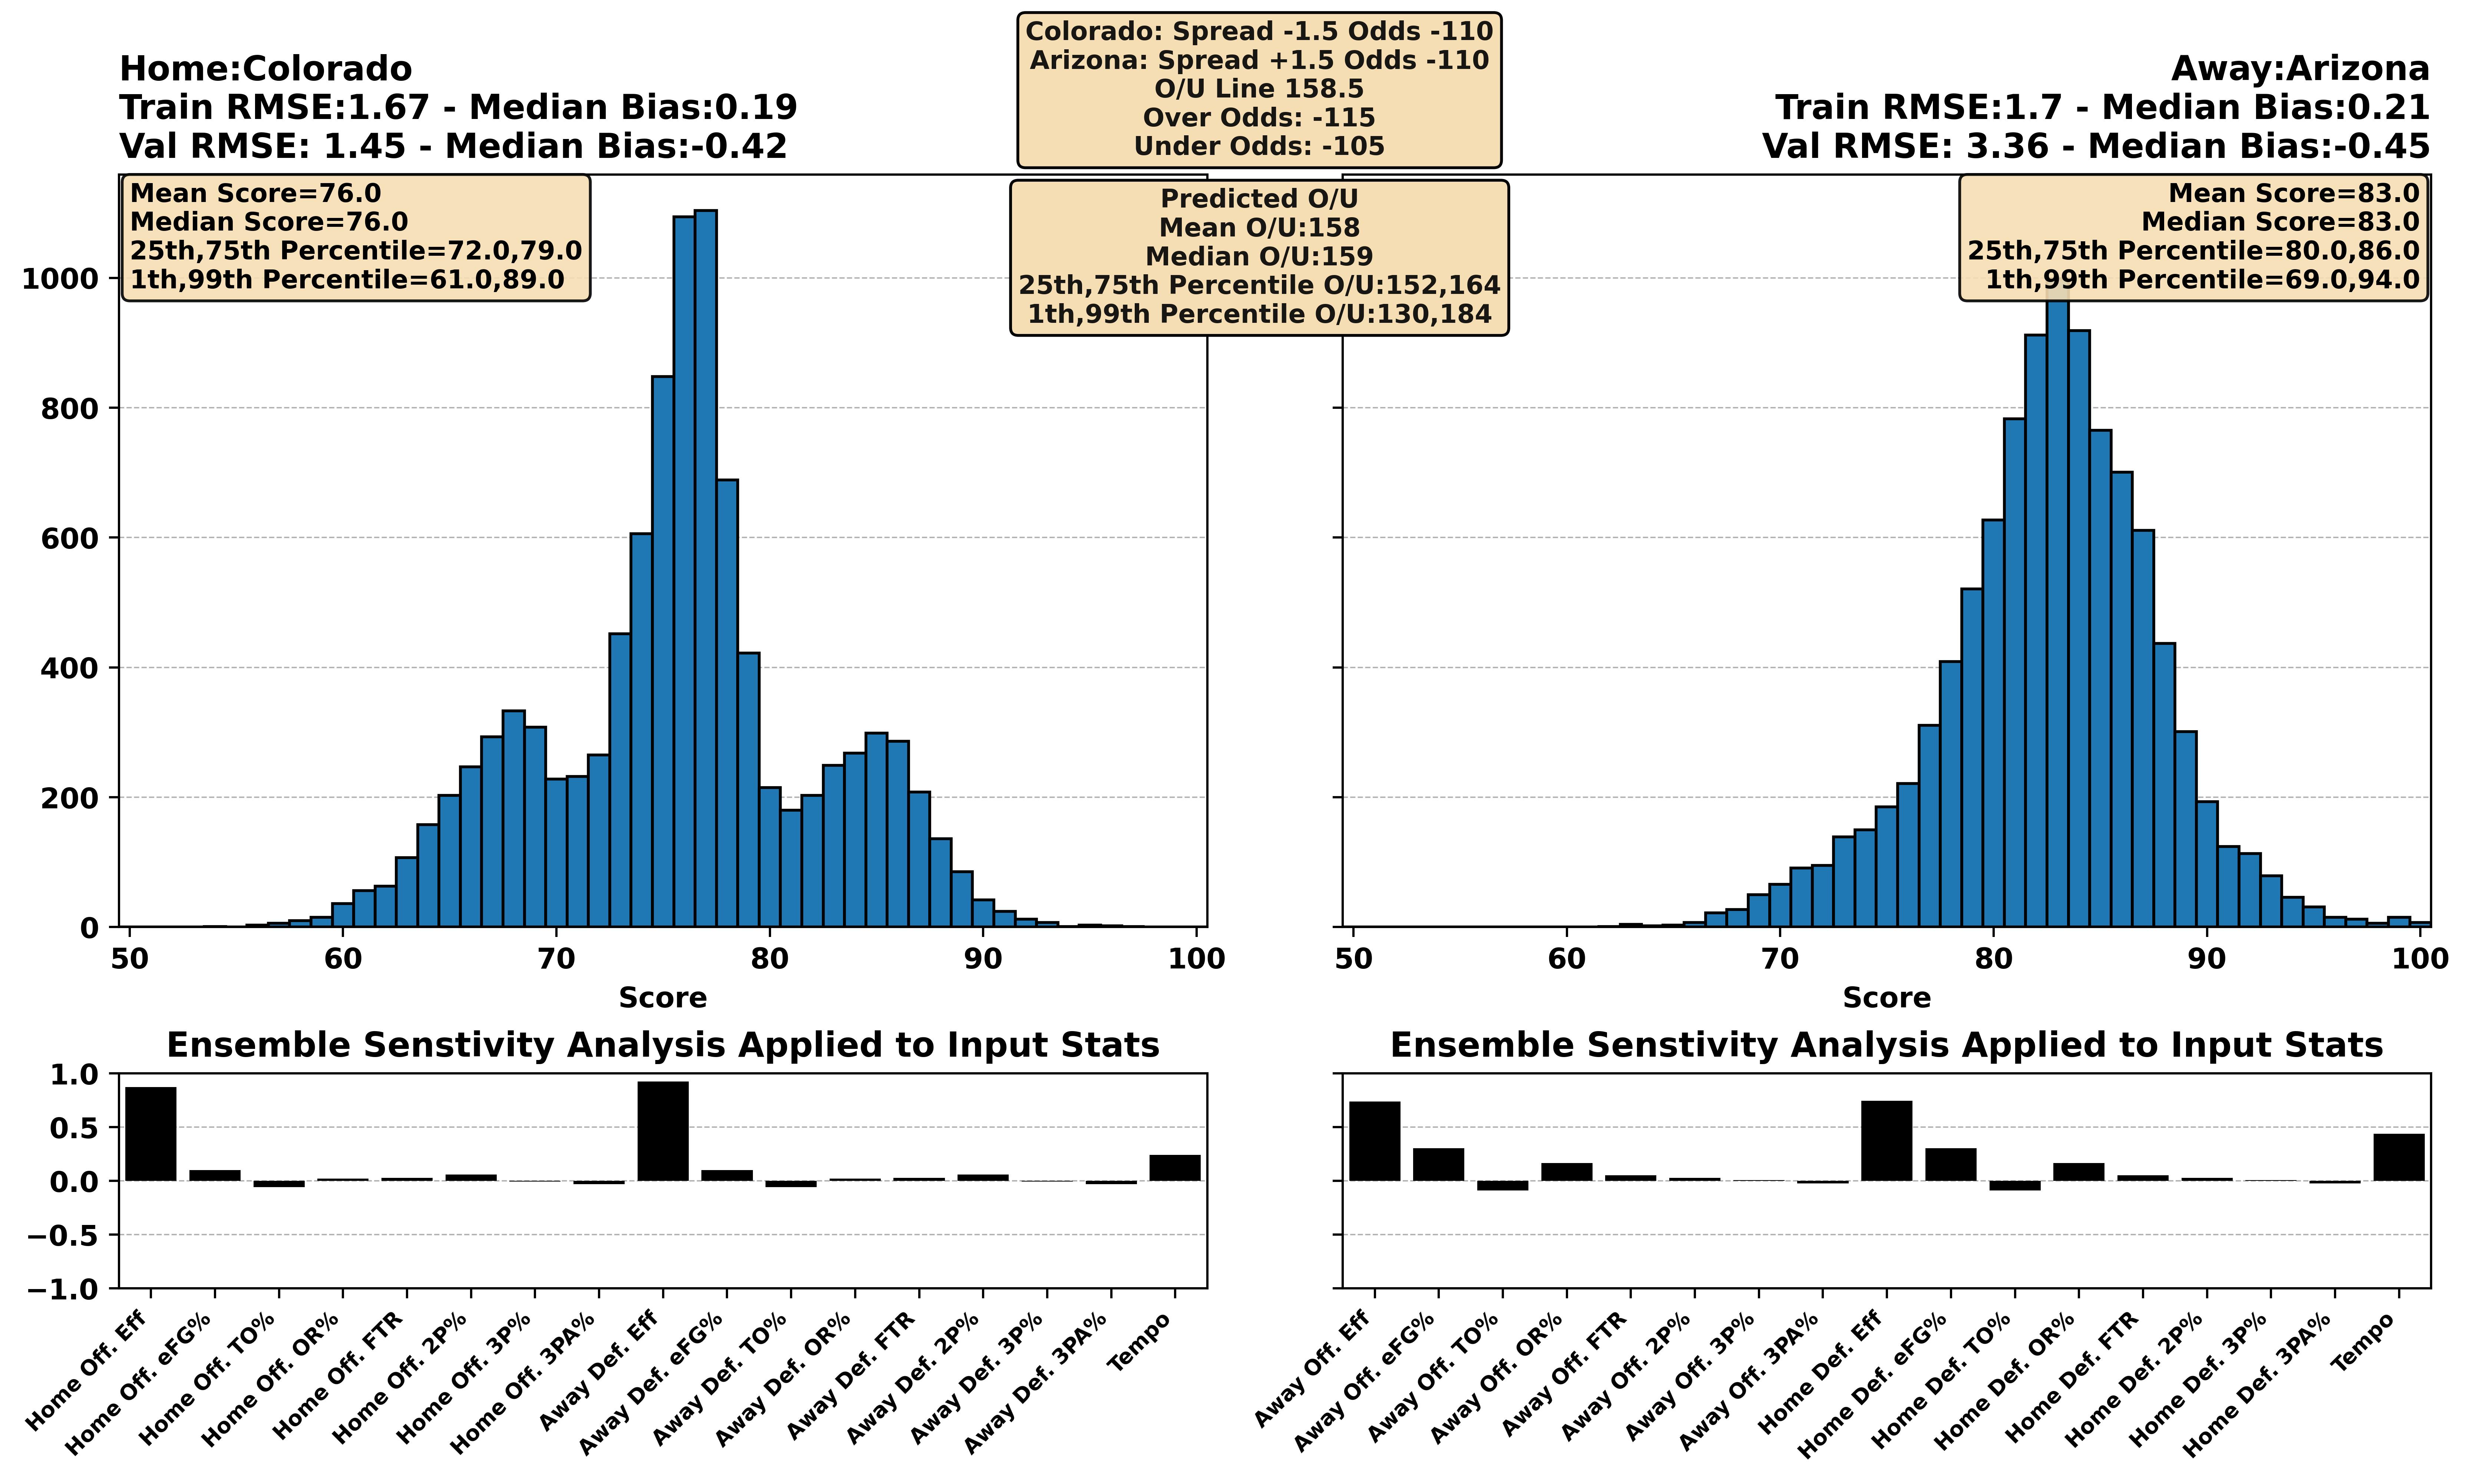 Colorado: Spread -1.5 Odds -110
Arizona: Spread +1.5 Odds -110
O/U Line 158.5
Over Odds: -115
Under Odds: -105
Home:Colorado
Train RMSE:1.67 - Median Bias:0.19
Val RMSE: 1.45 - Median Bias:-0.42
Away:Arizona
Train RMSE:1.7 - Median Bias:0.21
Val RMSE: 3.36 - Median Bias:-0.45
Mean Score=76.0
Median Score=76.0
25th,75th Percentile=72.0,79.0
1th,99th Percentile=61.0,89.0
Predicted O/U
Mean O/U:158
Median O/U:159
25th,75th Percentile O/U:152,164
1th,99th Percentile O/U:130,184
Mean Score=83.0
Median Score=83.0
25th,75th Percentile=80.0,86.0
1th,99th Percentile=69.0,94.0
1000
800
600
400
200
0
50 60 70 80 90 100
Score
50 60 70 80 90 100
Score
Ensemble Senstivity Analysis Applied to Input Stats
1.0
0.5
0.0
−0.5
−1.0
Home Off. Eff
Home Off. eFG%
Home Off. TO%
Home Off. OR%
Home Off. FTR
Home Off. 2P%
Home Off. 3P%
Home Off. 3PA%
Away Def. Eff
Away Def. eFG%
Away Def. TO%
Away Def. OR%
Away Def. FTR
Away Def. 2P%
Away Def. 3P%
Away Def. 3PA%
Tempo
Ensemble Senstivity Analysis Applied to Input Stats
Away Off. Eff
Away Off. eFG%
Away Off. TO%
Away Off. OR%
Away Off. FTR
Away Off. 2P%
Away Off. 3P%
Away Off. 3PA%
Home Def. Eff
Home Def. eFG%
Home Def. TO%
Home Def. OR%
Home Def. FTR
Home Def. 2P%
Home Def. 3P%
Home Def. 3PA%
Tempo